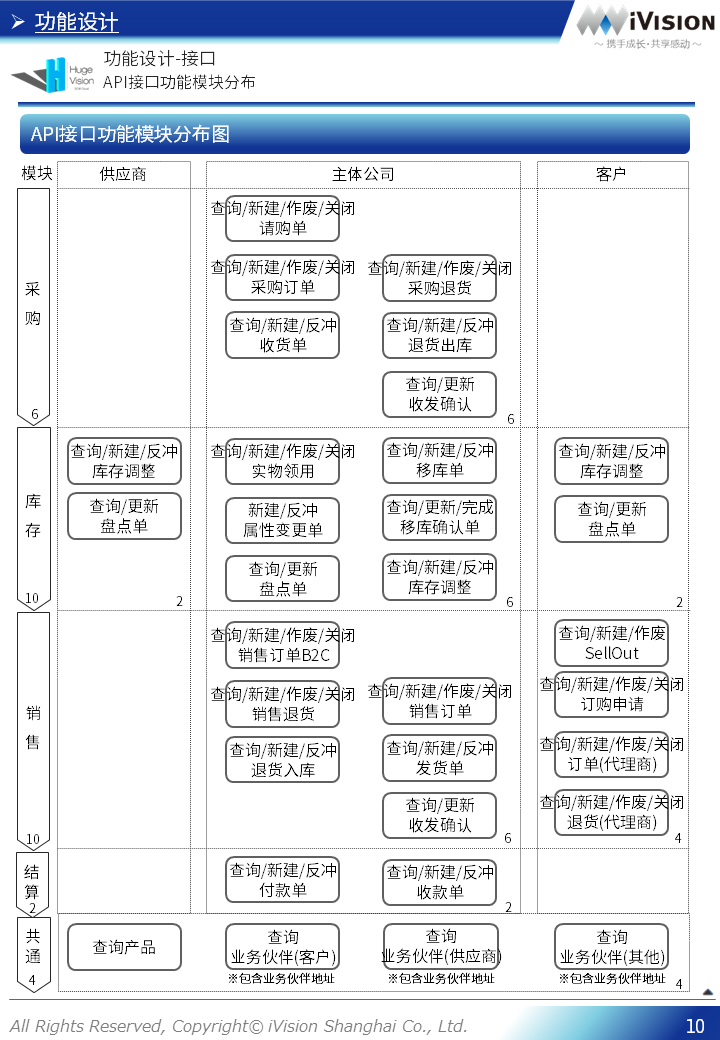 功能设计
iVISION
～ 携手成长·共享感动 ～
Huge
Vision
功能设计-接口
API接口功能模块分布
API接口功能模块分布图
模块
供应商
主体公司
客户
采
购
6
查询/新建/作废/关闭
请购单
查询/新建/作废/关闭
采购订单
查询/新建/作废/关闭
采购退货
查询/新建/反冲
收货单
查询/新建/反冲
退货出库
查询/更新
收发确认
6
库
存
10
查询/新建/反冲
库存调整
查询/更新
盘点单
2
查询/新建/作废/关闭
实物领用
查询/新建/反冲
移库单
新建/反冲
属性变更单
查询/更新/完成
移库确认单
查询/更新
盘点单
查询/新建/反冲
库存调整
6
查询/新建/反冲
库存调整
查询/更新
盘点单
2
销
售
10
查询/新建/作废/关闭
销售订单B2C
查询/新建/作废/关闭
销售退货
查询/新建/作废/关闭
销售订单
查询/新建/反冲
退货入库
查询/新建/反冲
发货单
查询/更新
收发确认
6
查询/新建/作废
SellOut
查询/新建/作废/关闭
订购申请
查询/新建/作废/关闭
订单(代理商)
查询/新建/作废/关闭
退货(代理商)
4
结
算
2
查询/新建/反冲
付款单
查询/新建/反冲
收款单
2
共
通
4
查询产品
查询
业务伙伴(客户)
※包含业务伙伴地址
查询
业务伙伴(供应商)
※包含业务伙伴地址
查询
业务伙伴(其他)
※包含业务伙伴地址
4
All Rights Reserved, Copyright© iVision Shanghai Co., Ltd.
10